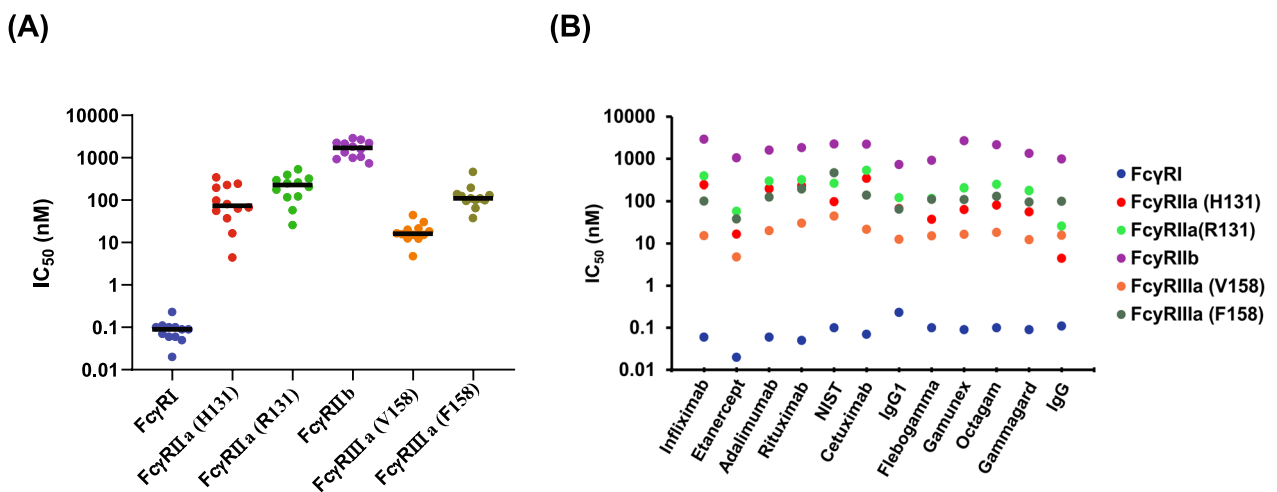 (A)
IC50 (nM)
10000
1000
100
10
1
0.1
0.01
FcγRI
FcγRIIa (H131)
FcγRIIa (R131)
FcγRIIb
FcγRIIIa (V158)
FcγRIIIa (F158)
(B)
IC50 (nM)
10000
1000
100
10
1
0.1
0.01
Infliximab
Etanercept
Adalimumab
Rituximab
NIST
Cetuximab
IgG1
Flebogamma
Gamunex
Octagam
Gammagard
IgG
FcγRI
FcγRIIa (H131)
FcγRIIa(R131)
FcγRIIb
FcγRIIIa (V158)
FcγRIIIa (F158)